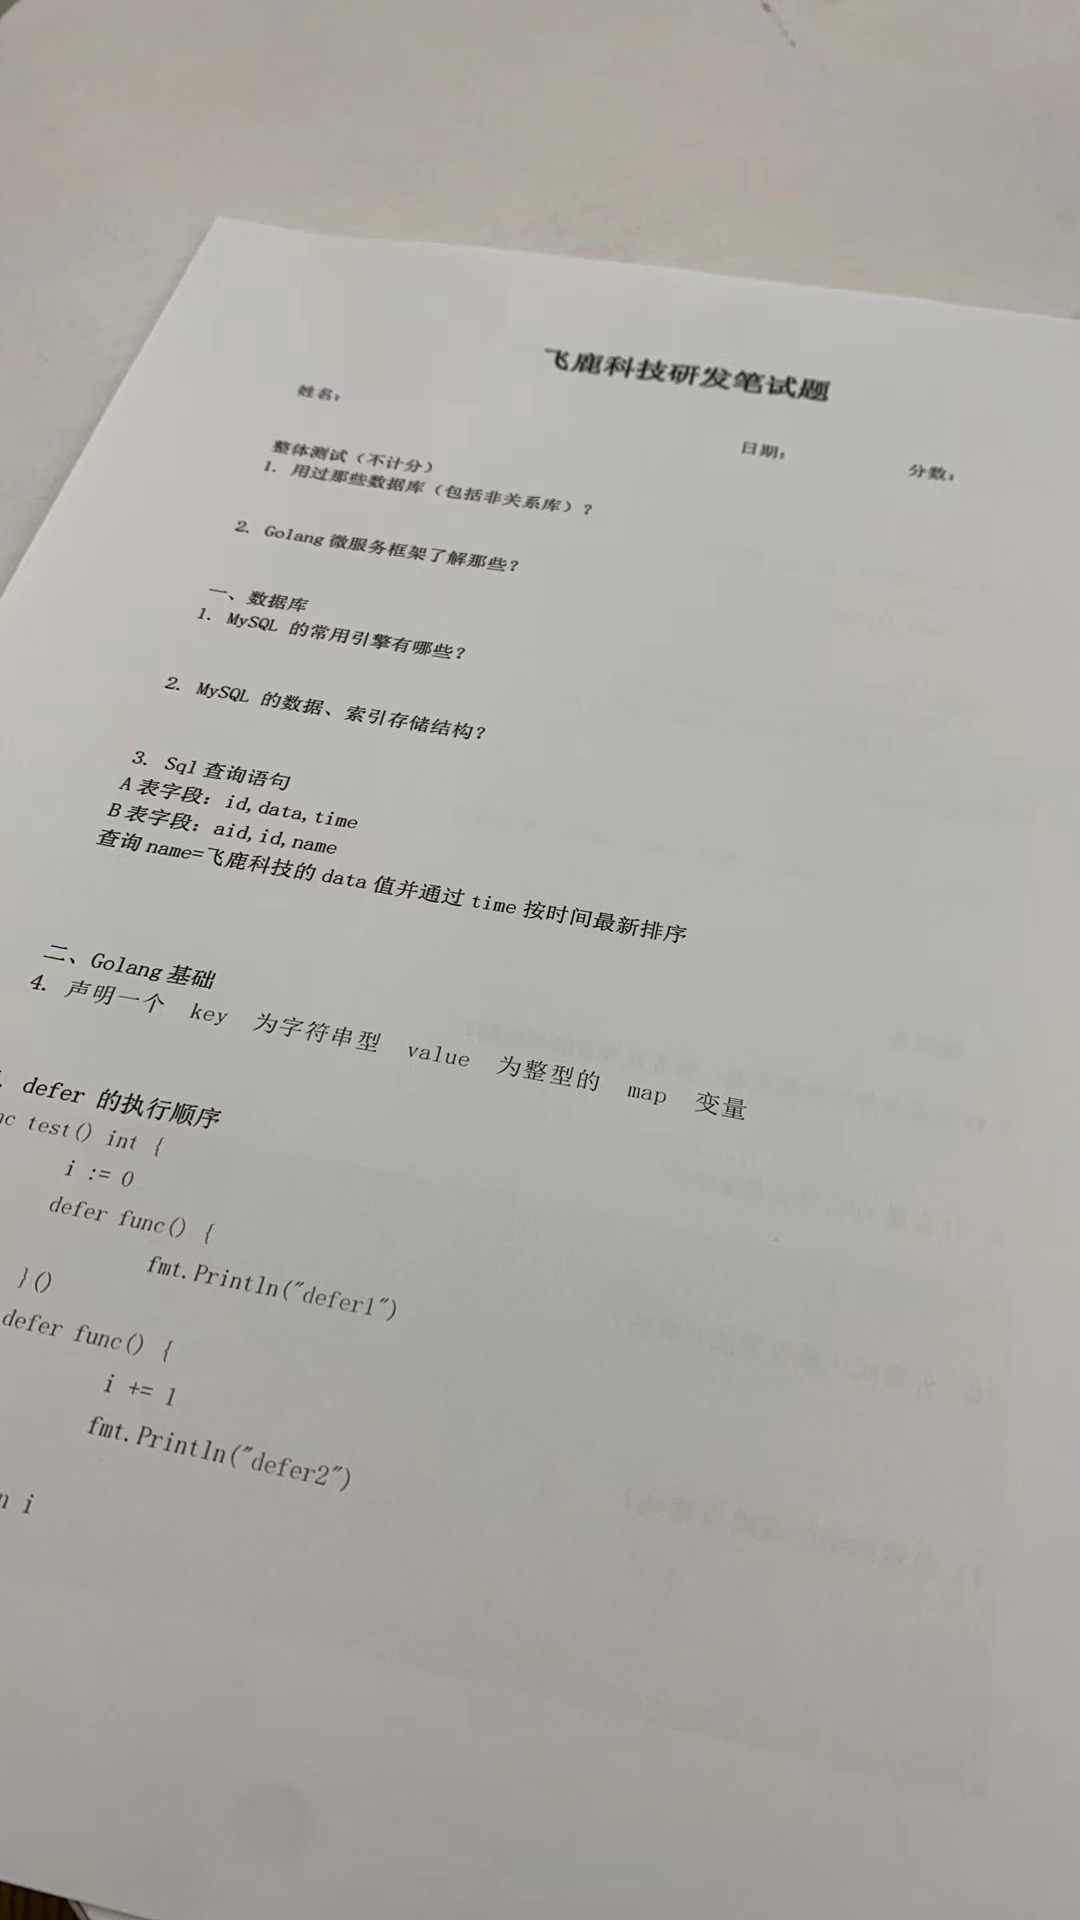 飞鹿科技研发笔试题
姓名：
日期：
分数：
整体测试（不计分）
1. 用过那些数据库（包括非关系库）？
2. Golang 微服务框架了解那些？
一、数据库
1. MySQL 的常用引擎有哪些？
2. MySQL 的数据、索引存储结构？
3. Sql 查询语句
A 表字段：id,data,time
B 表字段：aid,id,name
查询 name=飞鹿科技的 data 值并通过 time 按时间最新排序
二、Golang 基础
4. 声明一个 key 为字符串型 value 为整型的 map 变量
. defer 的执行顺序
test() int {
i := 0
defer func() {
fmt.Println("defer1")
}()
defer func() {
i += 1
fmt.Println("defer2")
n i